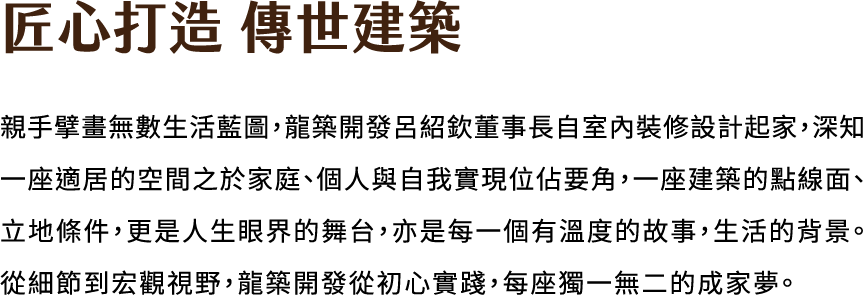 匠心打造 傳世建築
親手擘畫無數生活藍圖，龍築開發呂紹欽董事長自室內裝修設計起家，深知
一座適居的空間之於家庭、個人與自我實現位佔要角，一座建築的點線面、
立地條件，更是人生眼界的舞台，亦是每一個有溫度的故事，生活的背景。
從細節到宏觀視野，龍築開發從初心實踐，每座獨一無二的成家夢。